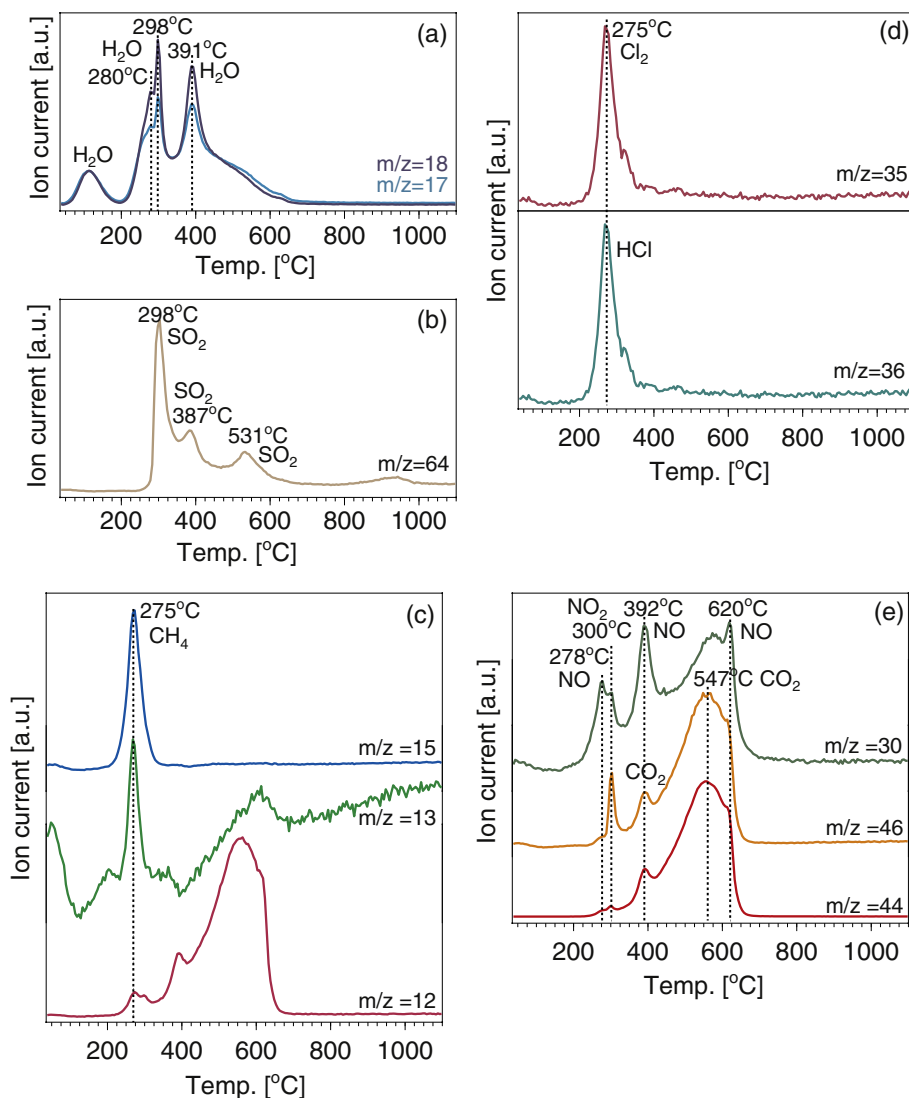 (a)
298°C
H₂O
391°C
280°C
H₂O
H₂O
m/z=18
m/z=17
Ion current [a.u.]
200 400 600 800 1000
Temp. [°C]
(b)
298°C
SO₂
SO₂
387°C
531°C
SO₂
m/z=64
Ion current [a.u.]
200 400 600 800 1000
Temp. [°C]
(d)
275°C
Cl₂
m/z=35
HCl
m/z=36
Ion current [a.u.]
200 400 600 800 1000
Temp. [°C]
(c)
275°C
CH₄
m/z =15
m/z =13
m/z =12
Ion current [a.u.]
200 400 600 800 1000
Temp. [°C]
(e)
NO₂ 392°C 620°C
300°C NO NO
278°C
NO
547°C CO₂
m/z =30
CO₂
m/z =46
m/z =44
Ion current [a.u.]
200 400 600 800 1000
Temp. [°C]